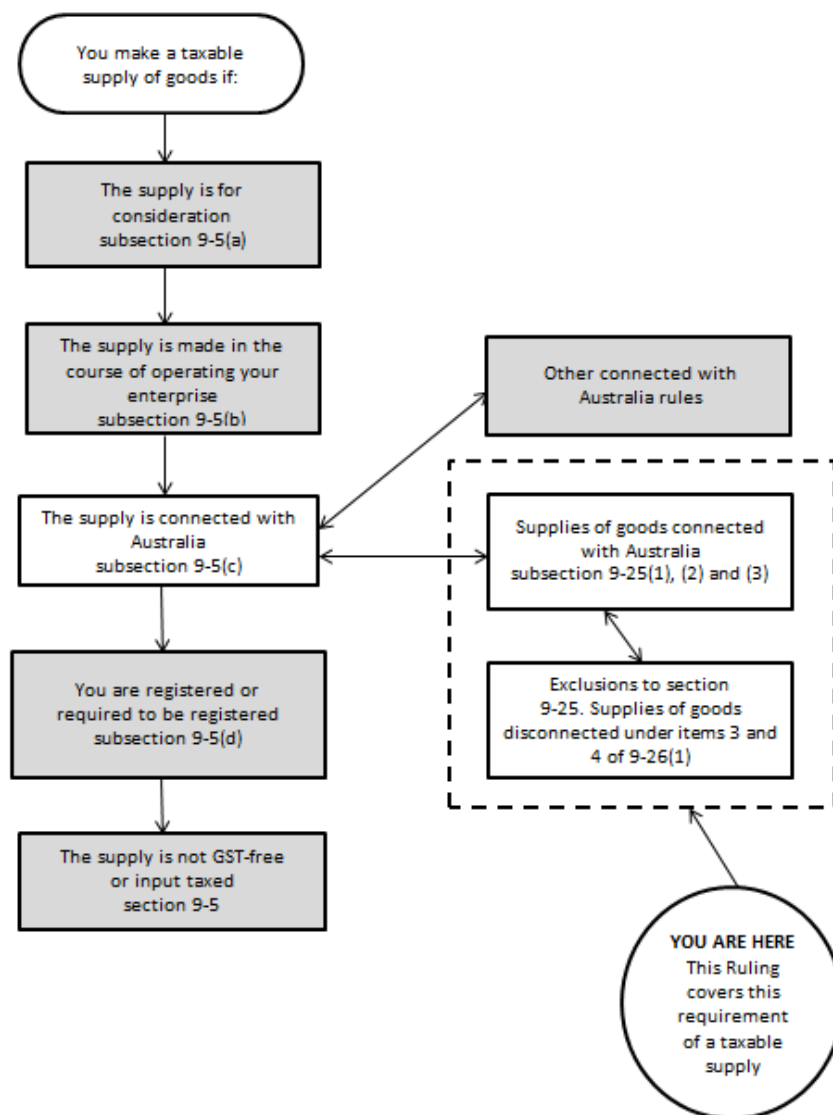 You make a taxable
supply of goods if:
The supply is for
consideration
subsection 9-5(a)
The supply is made in the
course of operating your
enterprise
subsection 9-5(b)
Other connected with
Australia rules
The supply is connected with
Australia
subsection 9-5(c)
Supplies of goods connected
with Australia
subsection 9-25(1), (2) and (3)
You are registered or
required to be registered
subsection 9-5(d)
Exclusions to section
9-25. Supplies of goods
disconnected under items 3 and
4 of 9-26(1)
The supply is not GST-free
or input taxed
section 9-5
YOU ARE HERE
This Ruling
covers this
requirement
of a taxable
supply